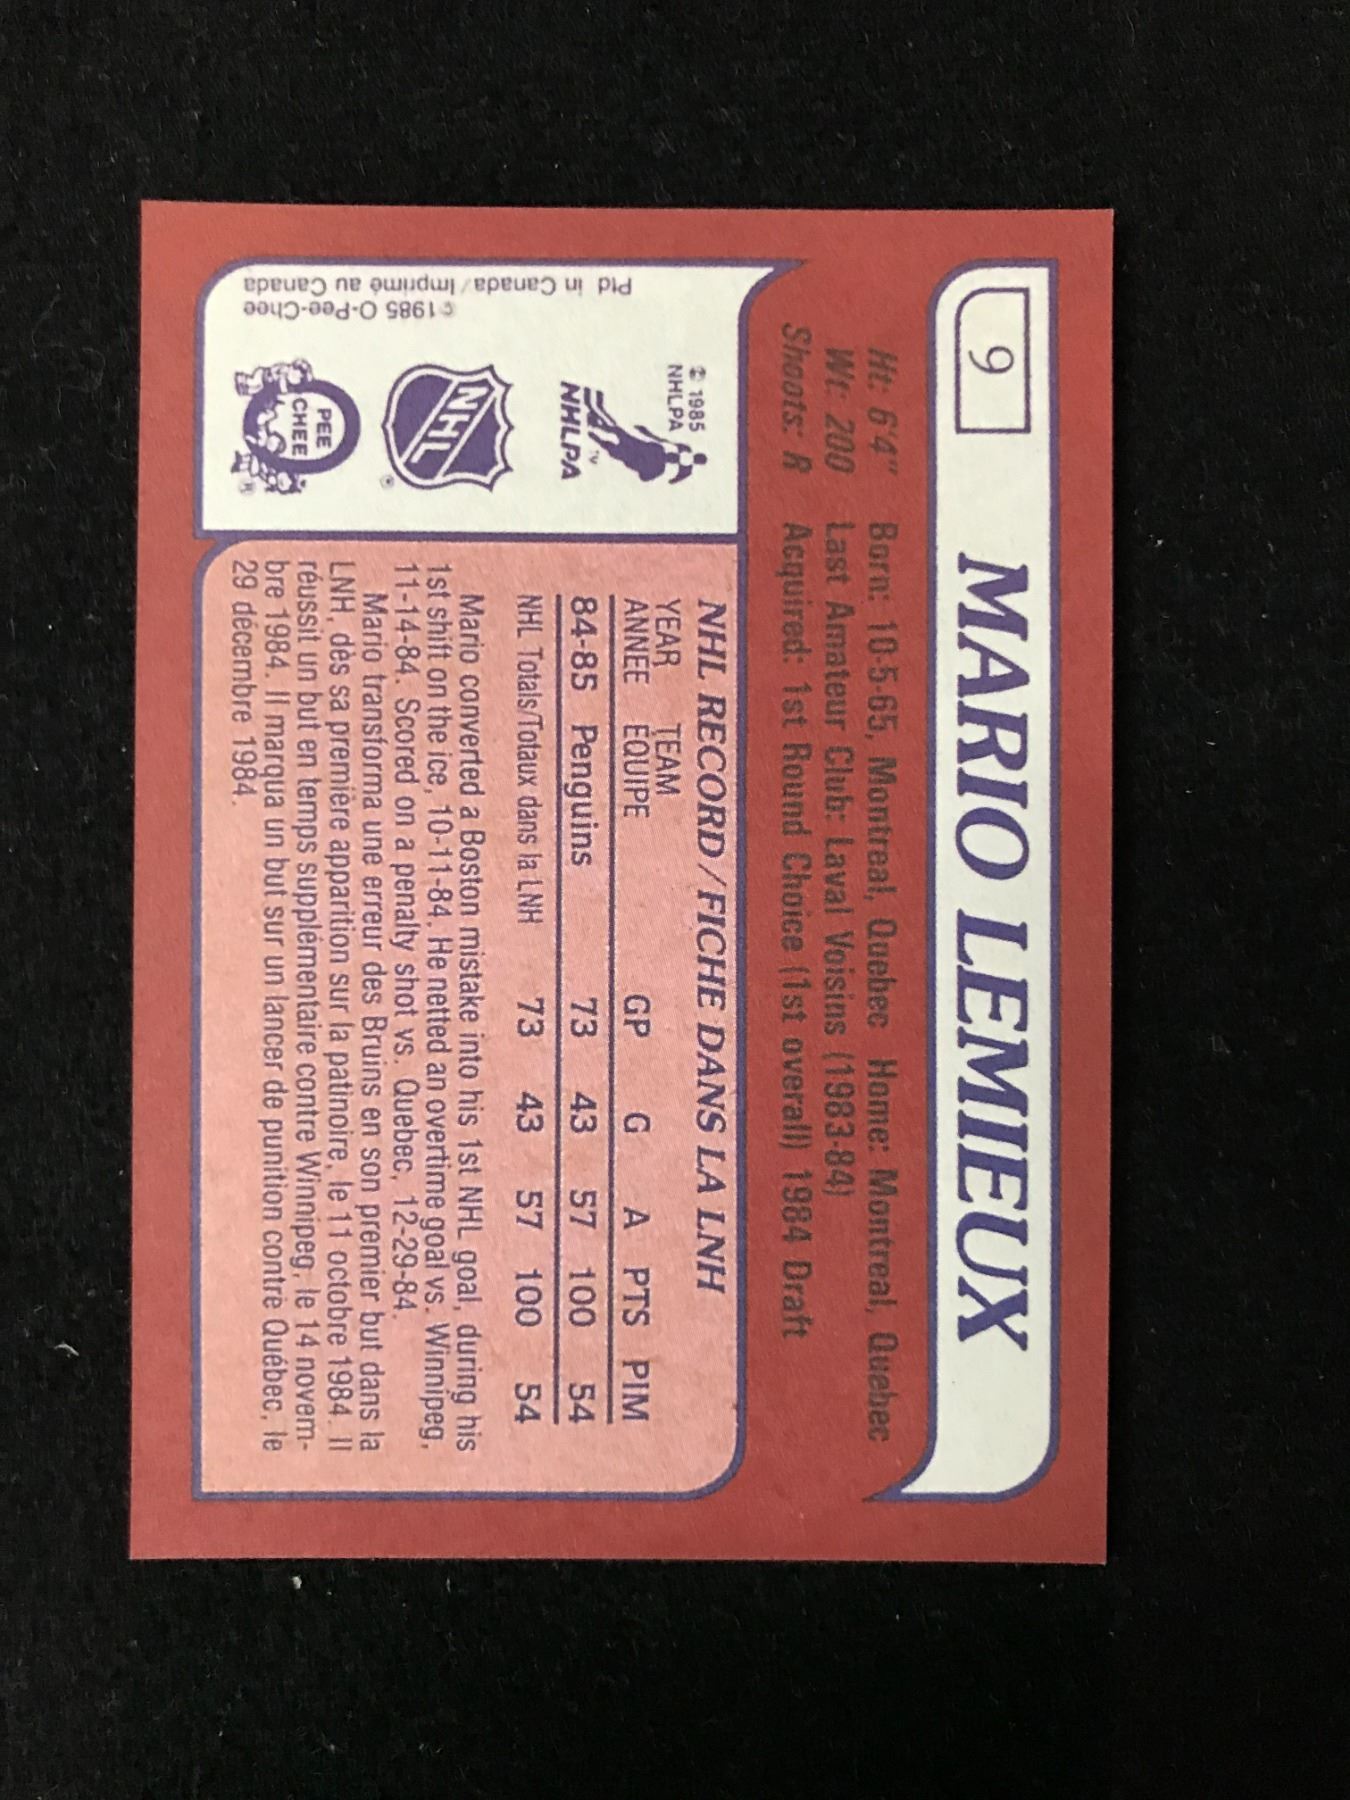 9
MARIO LEMIEUX
Ht: 6'4" Born: 10-5-65, Montreal, Quebec Home: Montreal, Quebec
Wt: 200 Last Amateur Club: Laval Voisins (1983-84)
Shoots: R Acquired: 1st Round Choice (1st overall) 1984 Draft
© 1985
NHLPA
TM
NHLPA
NHL
®
PEE
CHEE
®
©1985 O-Pee-Chee
Ptd in Canada/Imprimé au Canada
NHL RECORD/FICHE DANS LA LNH
YEAR TEAM
ANNEE EQUIPE GP G A PTS PIM
84-85 Penguins 73 43 57 100 54
NHL Totals/Totaux dans la LNH 73 43 57 100 54
Mario converted a Boston mistake into his 1st NHL goal, during his
1st shift on the ice, 10-11-84. He netted an overtime goal vs. Winnipeg,
11-14-84. Scored on a penalty shot vs. Quebec, 12-29-84.
Mario transforma une erreur des Bruins en son premier but dans la
LNH, dès sa première apparition sur la patinoire, le 11 octobre 1984. Il
réussit un but en temps supplémentaire contre Winnipeg, le 14 novem-
bre 1984. Il marqua un but sur un lancer de punition contre Québec, le
29 décembre 1984.